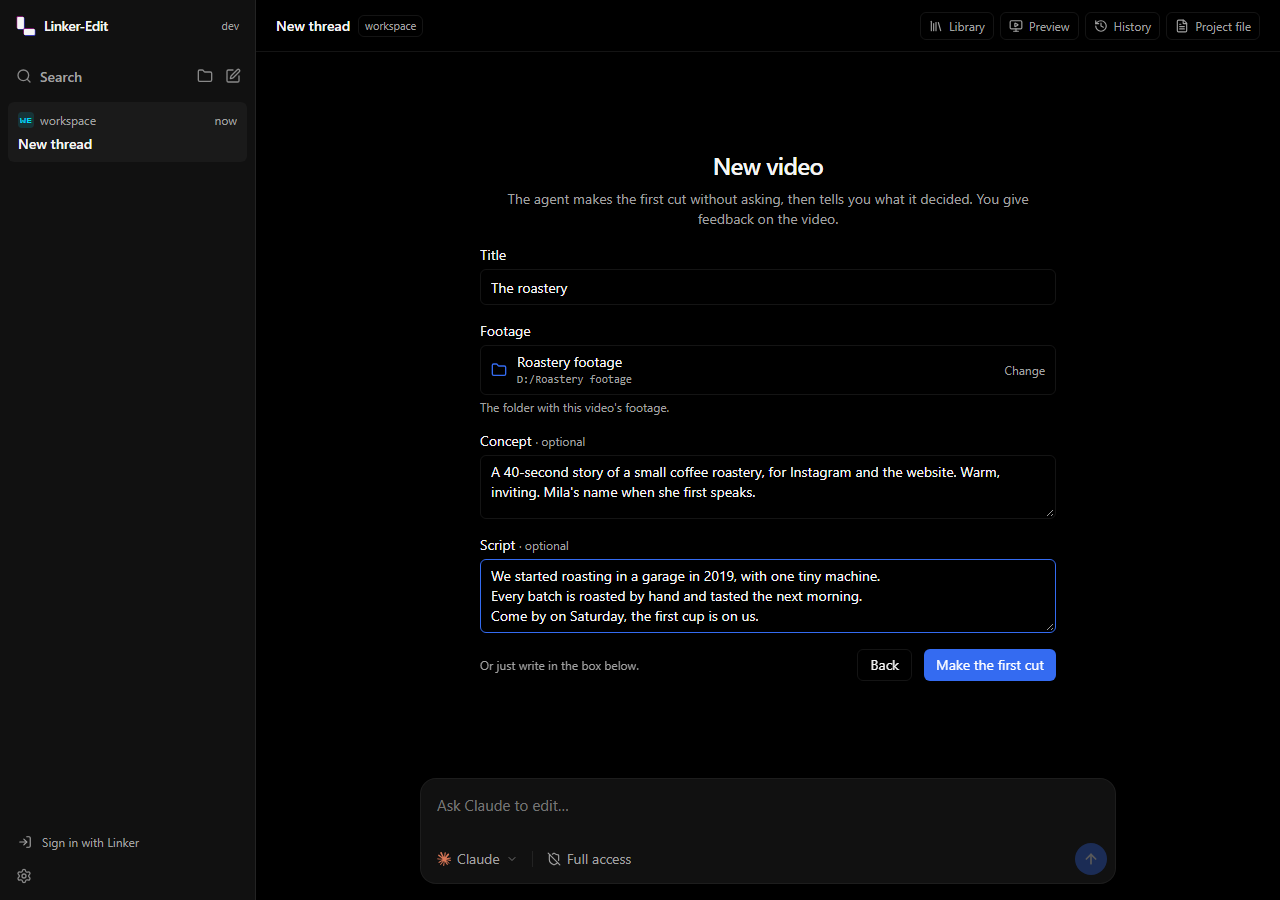 Linker-Edit
dev
Search
WE workspace
now
New thread
Sign in with Linker
New thread
workspace
Library
Preview
History
Project file
New video
The agent makes the first cut without asking, then tells you what it decided. You give
feedback on the video.
Title
The roastery
Footage
Roastery footage
D:/Roastery footage
Change
The folder with this video's footage.
Concept · optional
A 40-second story of a small coffee roastery, for Instagram and the website. Warm,
inviting. Mila's name when she first speaks.
Script · optional
We started roasting in a garage in 2019, with one tiny machine.
Every batch is roasted by hand and tasted the next morning.
Come by on Saturday, the first cup is on us.
Or just write in the box below.
Back
Make the first cut
Ask Claude to edit...
Claude
Full access